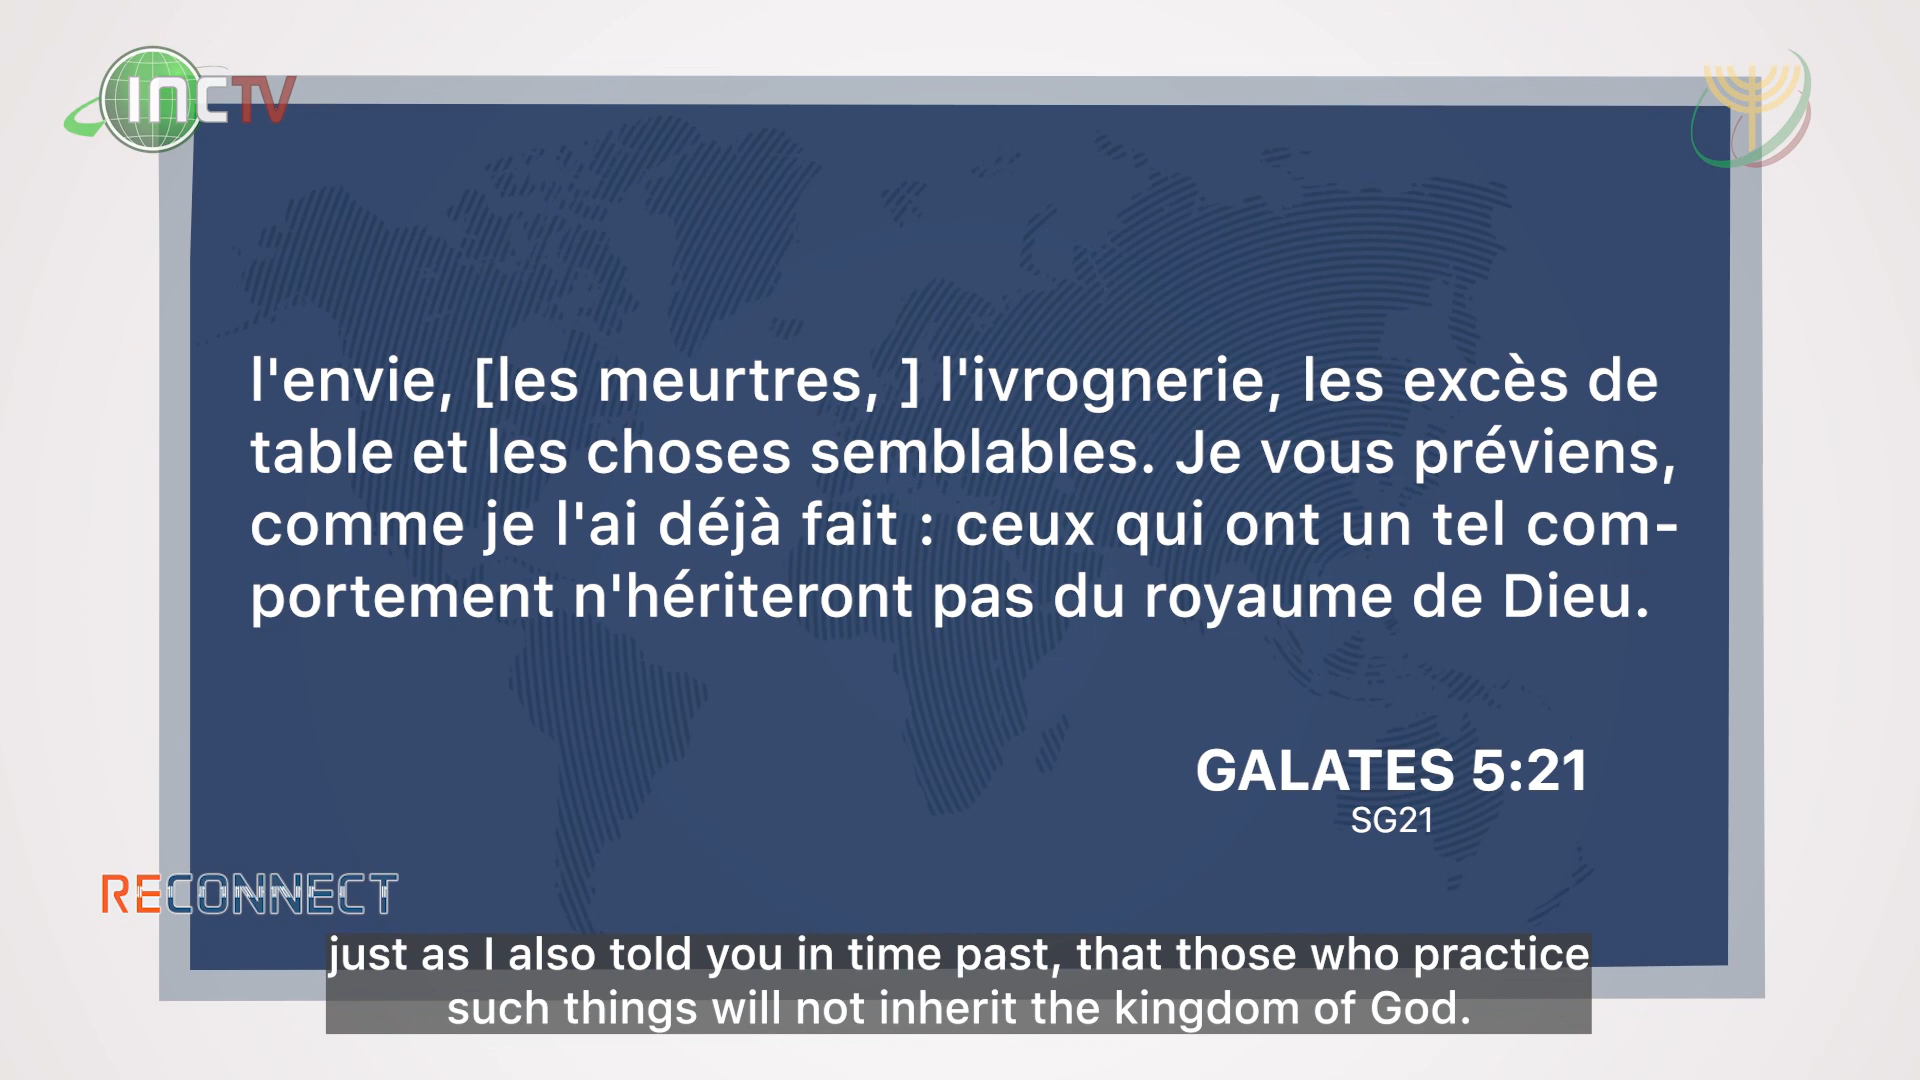 INCTV
l'envie, [les meurtres, ] l'ivrognerie, les excès de
table et les choses semblables. Je vous préviens,
comme je l'ai déjà fait : ceux qui ont un tel com-
portement n'hériteront pas du royaume de Dieu.
GALATES 5:21
SG21
RECONNECT
just as I also told you in time past, that those who practice
such things will not inherit the kingdom of God.